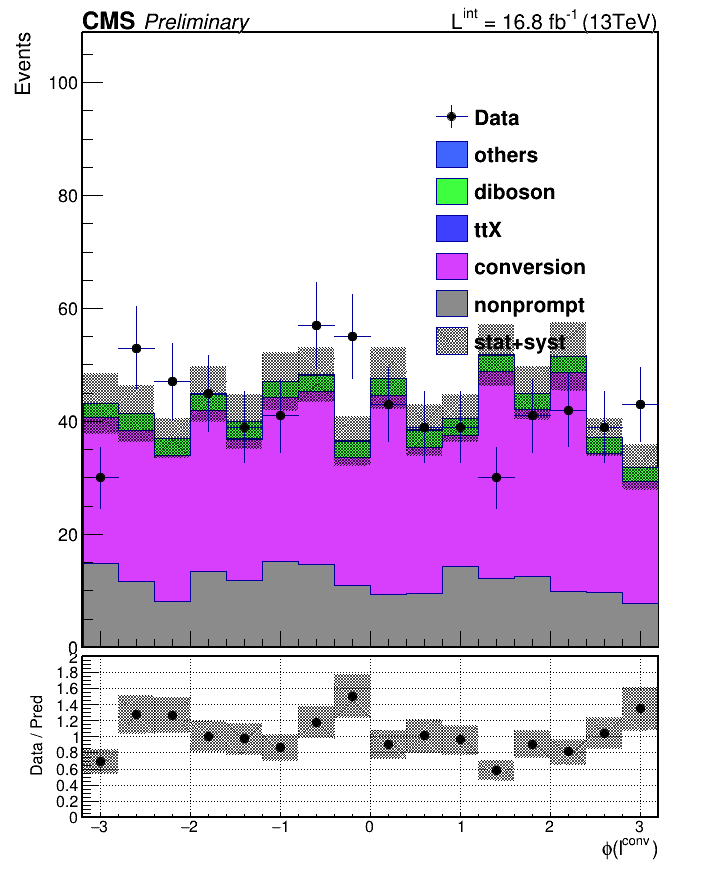 CMS Preliminary L^int = 16.8 fb^-1 (13TeV)
Events
100
80
60
40
20
0
Data
others
diboson
ttX
conversion
nonprompt
stat+syst
Data / Pred
2
1.8
1.6
1.4
1.2
1
0.8
0.6
0.4
0.2
0
−3 −2 −1 0 1 2 3
ϕ(l^conv)